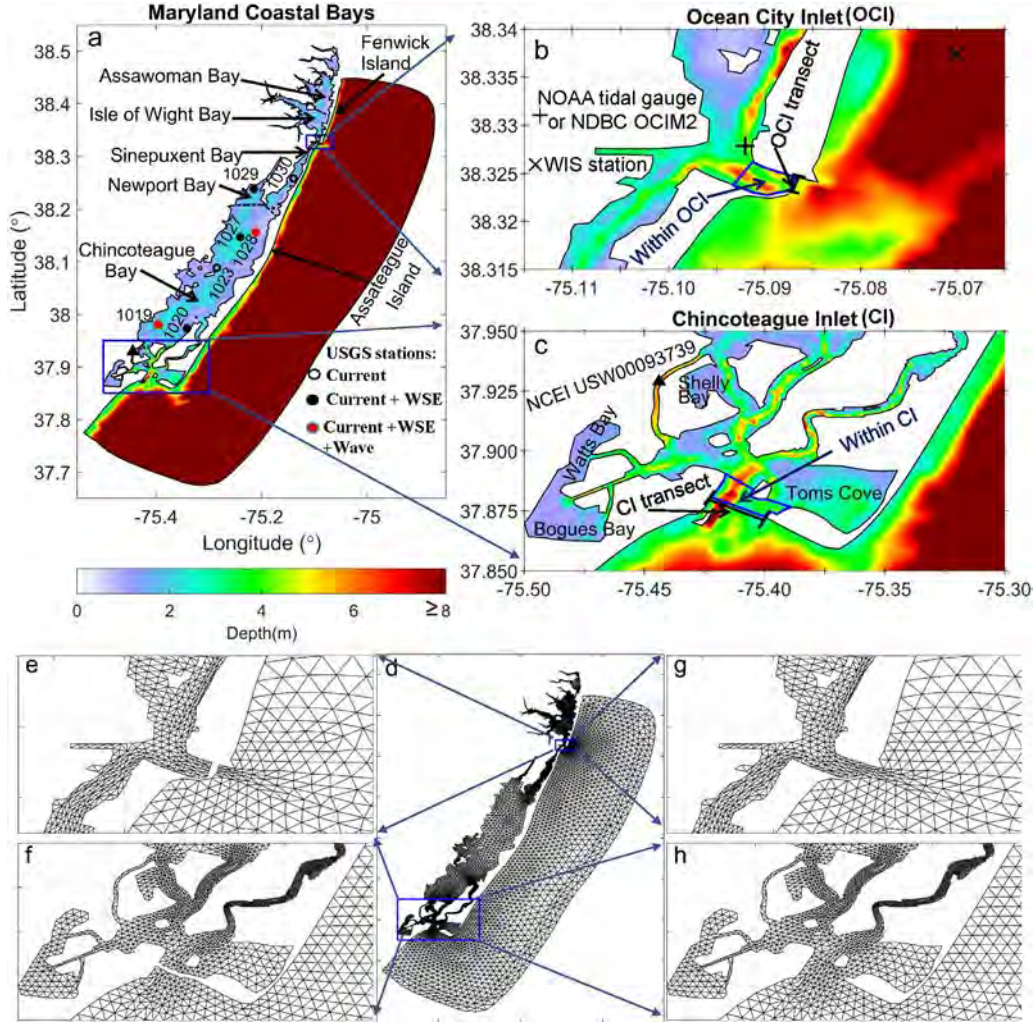 Maryland Coastal Bays
a
38.5
38.4
38.3
38.2
38.1
38
37.9
37.8
37.7
Latitude (°)
-75.4
-75.2
-75
Longitude (°)
Fenwick
Island
Assawoman Bay
Isle of Wight Bay
Sinepuxent Bay
1029
1030
Newport Bay
1028
Chincoteague
Bay
1023
1019
1020
Assateague
Island
USGS stations:
Current
Current + WSE
Current +WSE
+Wave
0
2
4
6
≥8
Depth(m)
Ocean City Inlet (OCI)
b
38.34
38.335
38.33
38.325
38.32
38.315
-75.11
-75.10
-75.09
-75.08
-75.07
NOAA tidal gauge
or NDBC OCIM2
WIS station
OCI transect
Within OCI
Chincoteague Inlet (CI)
c
37.950
37.925
37.900
37.875
37.850
-75.50
-75.45
-75.40
-75.35
-75.30
NCEI USW00093739
Shelly
Bay
Watts Bay
Within CI
CI transect
Toms Cove
Bogues Bay
e
d
g
f
h